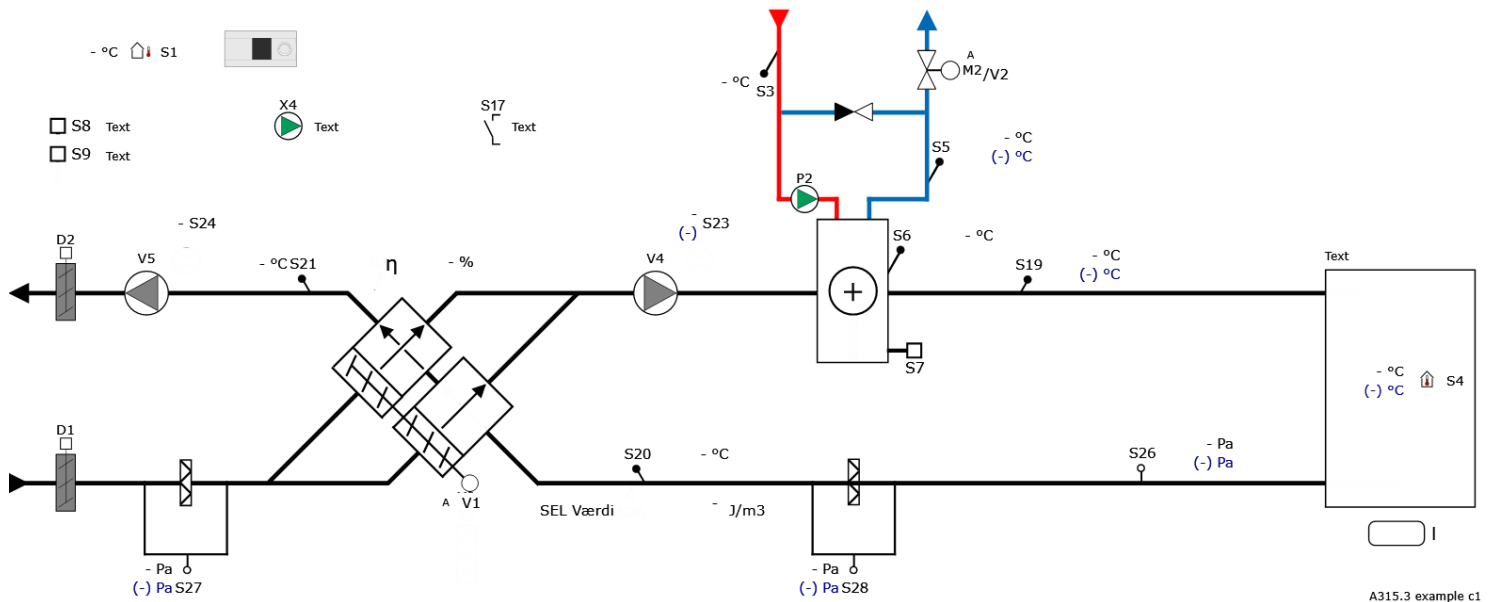 - °C S1
A
M2/V2
- °C
S3
X4
Text
S17
Text
S8 Text
S9 Text
S5
- °C
(-) °C
P2
- S24
-
(-) S23
D2
V5
- °C S21
η
- %
V4
S6
- °C
S19
- °C
(-) °C
Text
S7
- °C
(-) °C
S4
D1
S20
- °C
S26
- Pa
(-) Pa
A
V1
SEL Værdi
- J/m3
I
- Pa
(-) Pa S27
- Pa
(-) Pa S28
A315.3 example c1